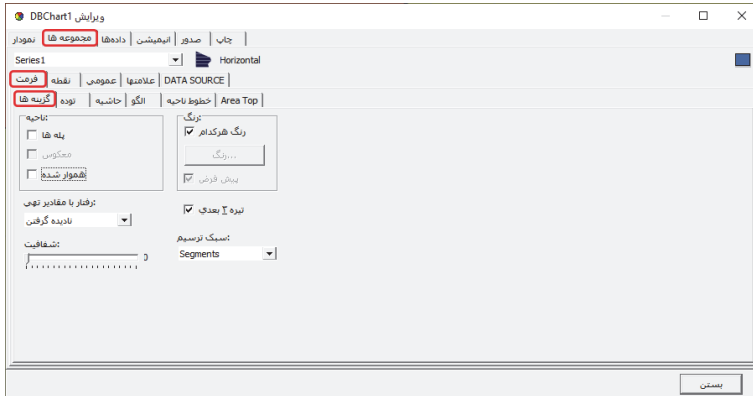 ویرایش DBChart1
نمودار مجموعه ها داده‌ها انیمیشن صدور چاپ
Series1 Horizontal
فرمت نقطه عمومی علامتها DATA SOURCE
گزینه ها توده حاشیه الگو خطوط ناحیه Area Top
ناحیه:
پله ها
معکوس
هموار شده
رنگ:
رنگ هرکدام
رنگ...
پیش فرض
رفتار با مقادیر تهی:
نادیده گرفتن
تیره ٣ بعدي
شفافیت:
0
سبک ترسیم:
Segments
بستن